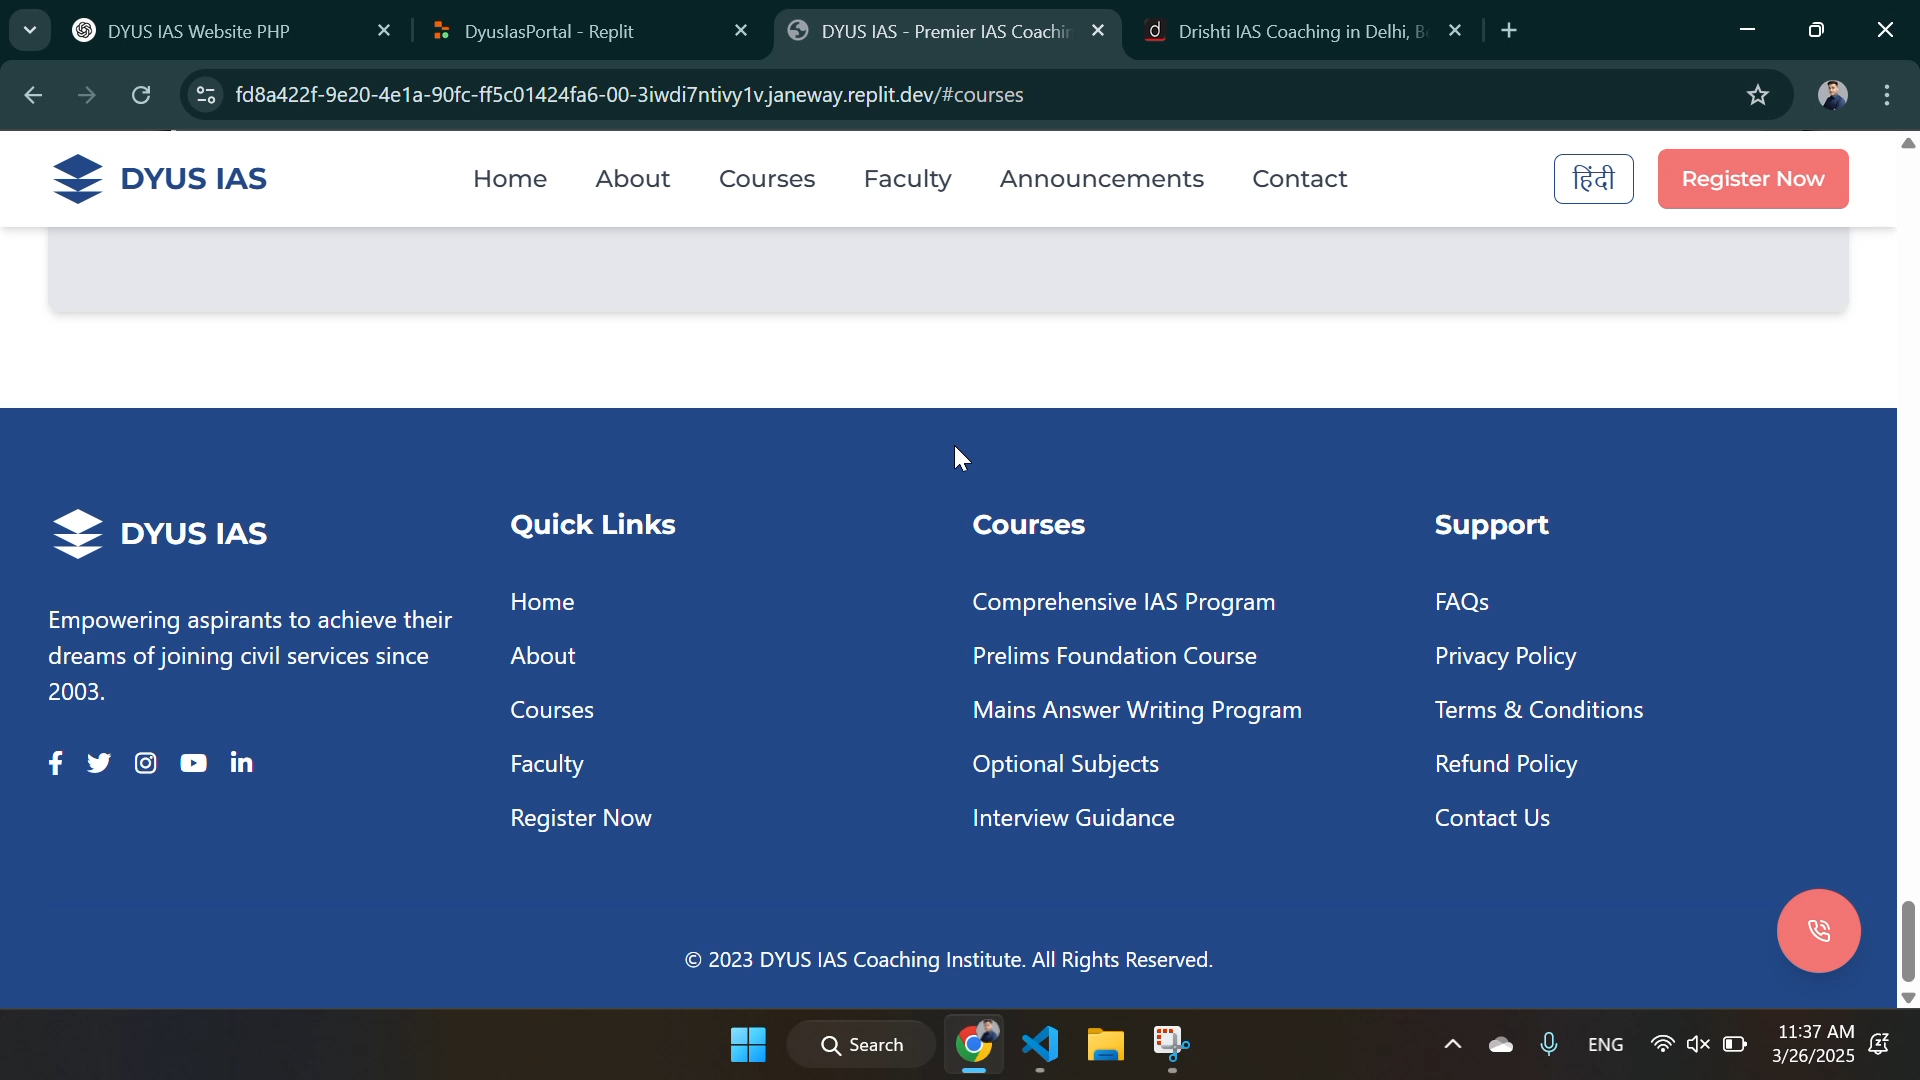 DYUS IAS Website PHP
DyusIasPortal - Replit
DYUS IAS - Premier IAS Coachin
Drishti IAS Coaching in Delhi, B
fd8a422f-9e20-4e1a-90fc-ff5c01424fa6-00-3iwdi7ntivy1v.janeway.replit.dev/#courses
DYUS IAS
Home
About
Courses
Faculty
Announcements
Contact
हिंदी
Register Now
DYUS IAS
Empowering aspirants to achieve their
dreams of joining civil services since
2003.
Quick Links
Home
About
Courses
Faculty
Register Now
Courses
Comprehensive IAS Program
Prelims Foundation Course
Mains Answer Writing Program
Optional Subjects
Interview Guidance
Support
FAQs
Privacy Policy
Terms & Conditions
Refund Policy
Contact Us
© 2023 DYUS IAS Coaching Institute. All Rights Reserved.
Search
ENG
11:37 AM
3/26/2025